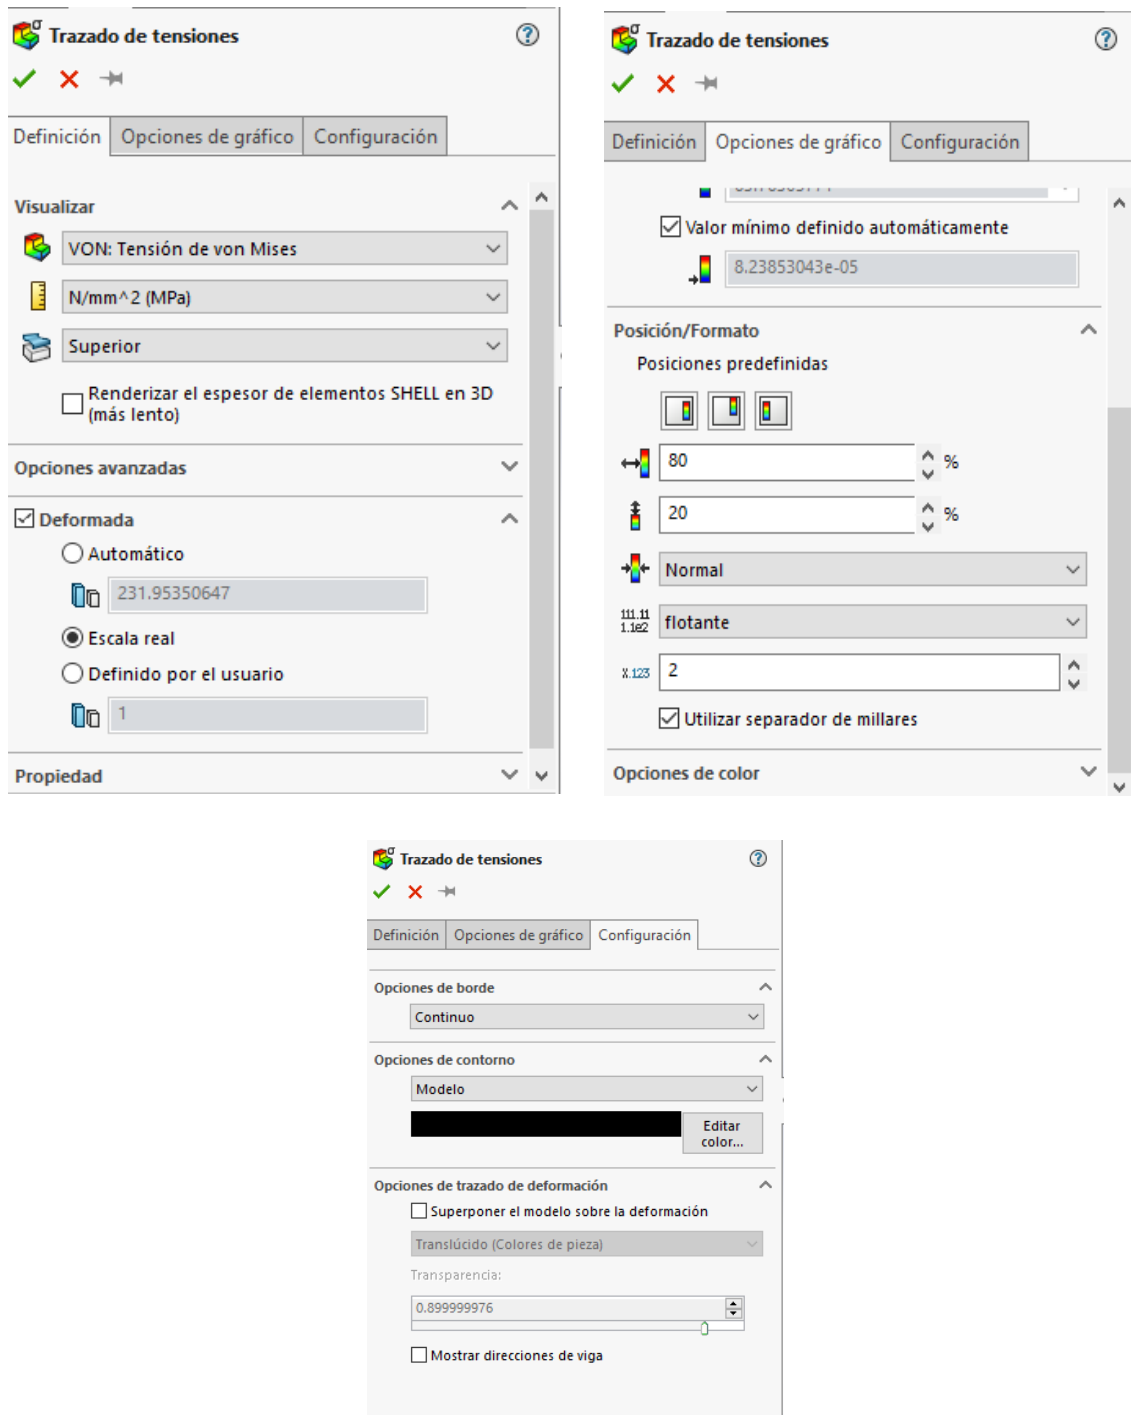 Trazado de tensiones
Definición Opciones de gráfico Configuración
Visualizar
VON: Tensión de von Mises
N/mm^2 (MPa)
Superior
Renderizar el espesor de elementos SHELL en 3D
(más lento)
Opciones avanzadas
Deformada
Automático
231.95350647
Escala real
Definido por el usuario
1
Propiedad
Trazado de tensiones
Definición Opciones de gráfico Configuración
Valor mínimo definido automáticamente
8.23853043e-05
Posición/Formato
Posiciones predefinidas
80 %
20 %
Normal
111.11
1.1e2
flotante
X.123 2
Utilizar separador de millares
Opciones de color
Trazado de tensiones
Definición Opciones de gráfico Configuración
Opciones de borde
Continuo
Opciones de contorno
Modelo
Editar
color...
Opciones de trazado de deformación
Superponer el modelo sobre la deformación
Translúcido (Colores de pieza)
Transparencia:
0.899999976
Mostrar direcciones de viga